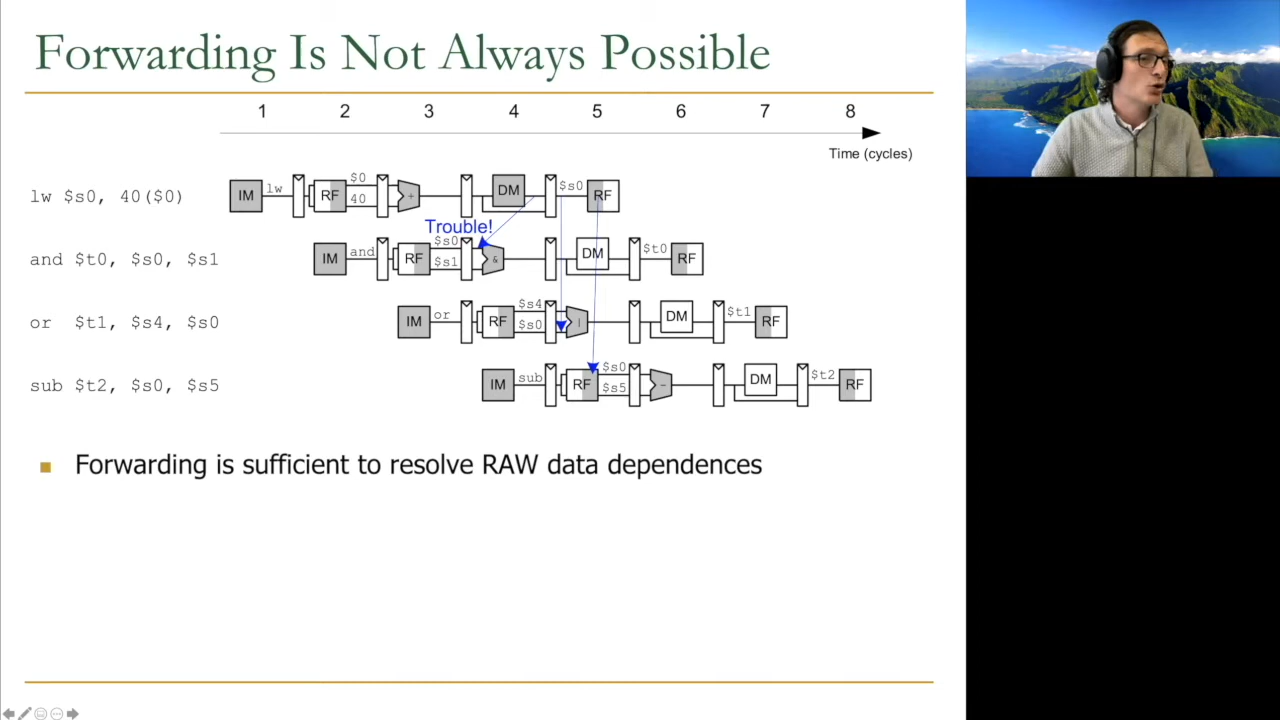 Forwarding Is Not Always Possible
1 2 3 4 5 6 7 8
Time (cycles)
lw $s0, 40($0) IM lw RF $0 40 + DM $s0 RF
Trouble!
and $t0, $s0, $s1 IM and RF $s0 $s1 & DM $t0 RF
or $t1, $s4, $s0 IM or RF $s4 $s0 | DM $t1 RF
sub $t2, $s0, $s5 IM sub RF $s0 $s5 - DM $t2 RF
Forwarding is sufficient to resolve RAW data dependences